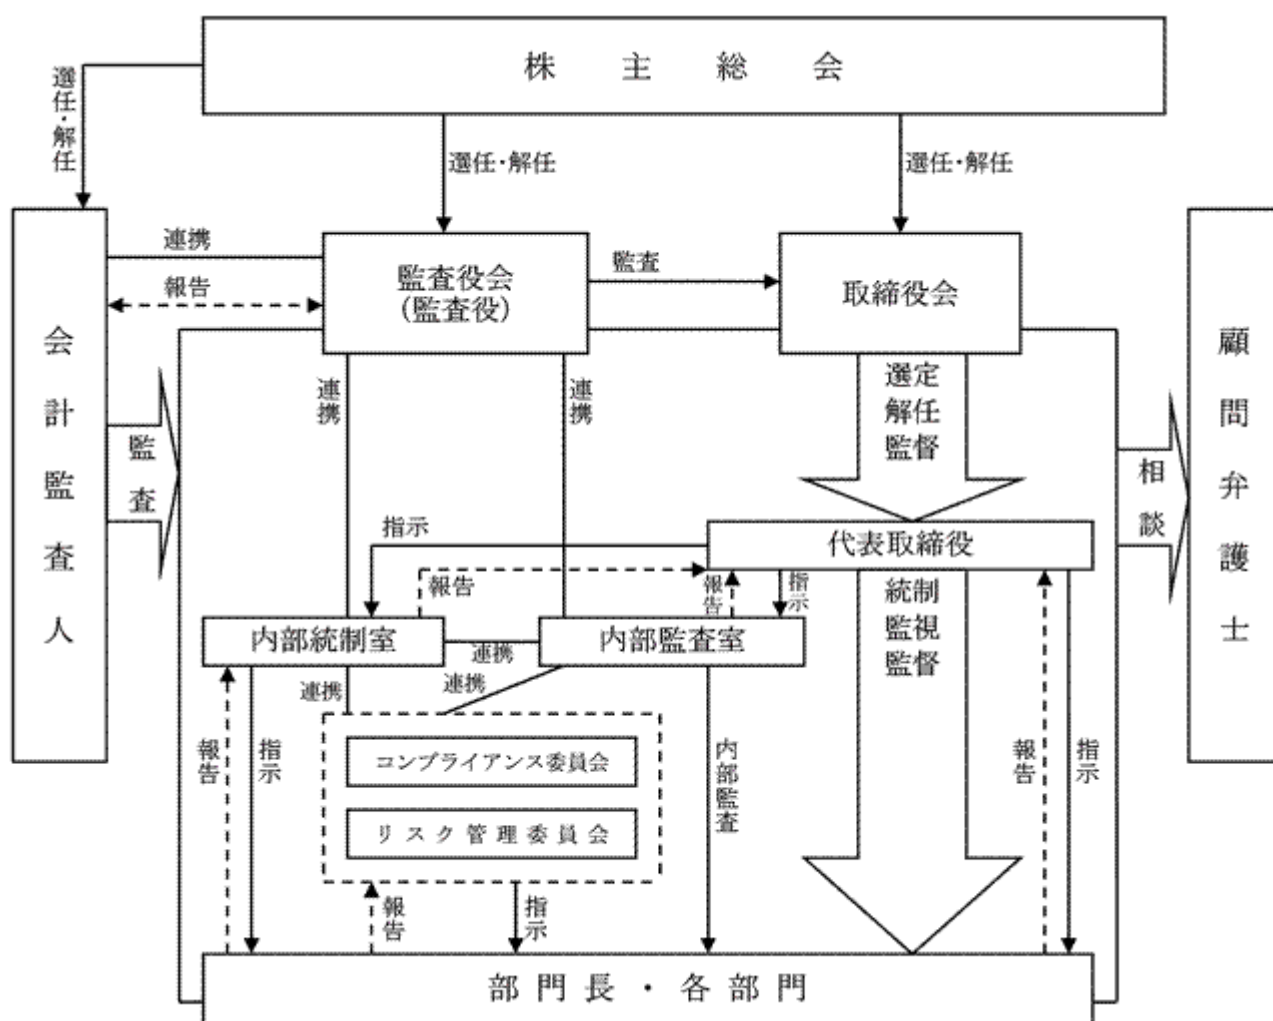 株主総会
選任・解任
選任・解任
選任・解任
会計監査人
連携
報告
監査役会
(監査役)
監査
取締役会
顧問弁護士
監査
連携
連携
選定
解任
監督
相談
指示
代表取締役
報告
報告
指示
統制
監視
監督
内部統制室
連携
内部監査室
連携
連携
報告
指示
コンプライアンス委員会
リスク管理委員会
内部監査
報告
指示
報告
指示
部門長・各部門